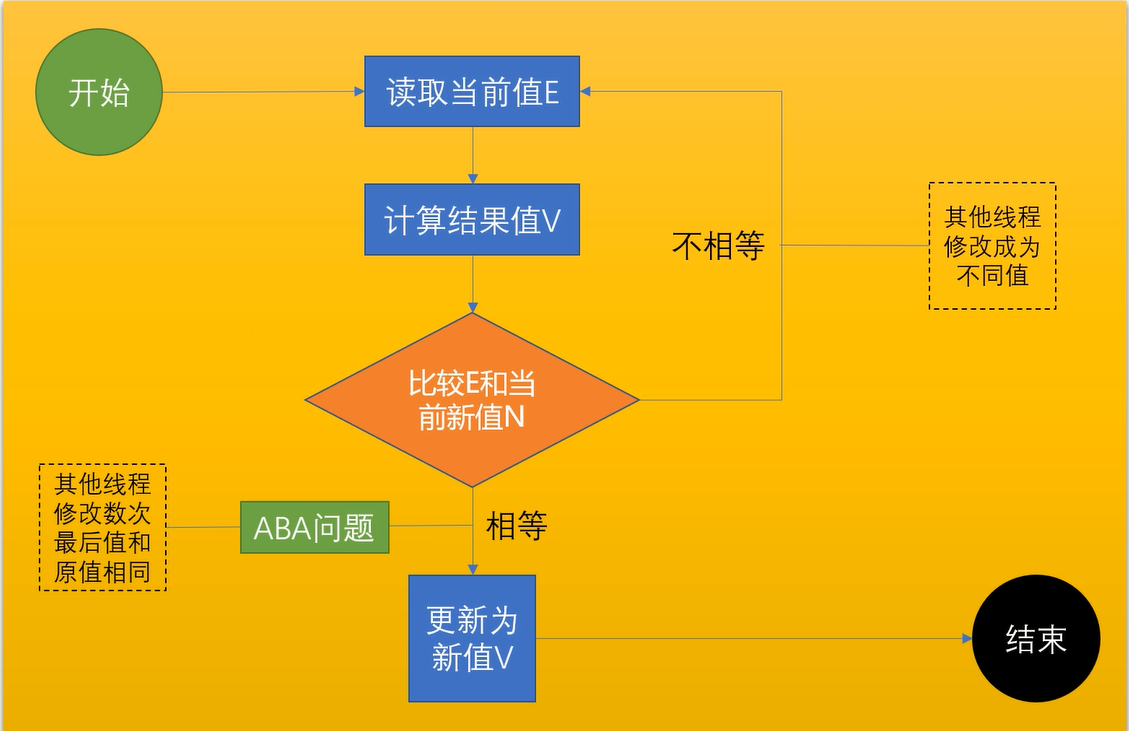 开始
读取当前值E
计算结果值V
不相等
其他线程
修改成为
不同值
比较E和当
前新值N
其他线程
修改数次
最后值和
原值相同
ABA问题
相等
更新为
新值V
结束